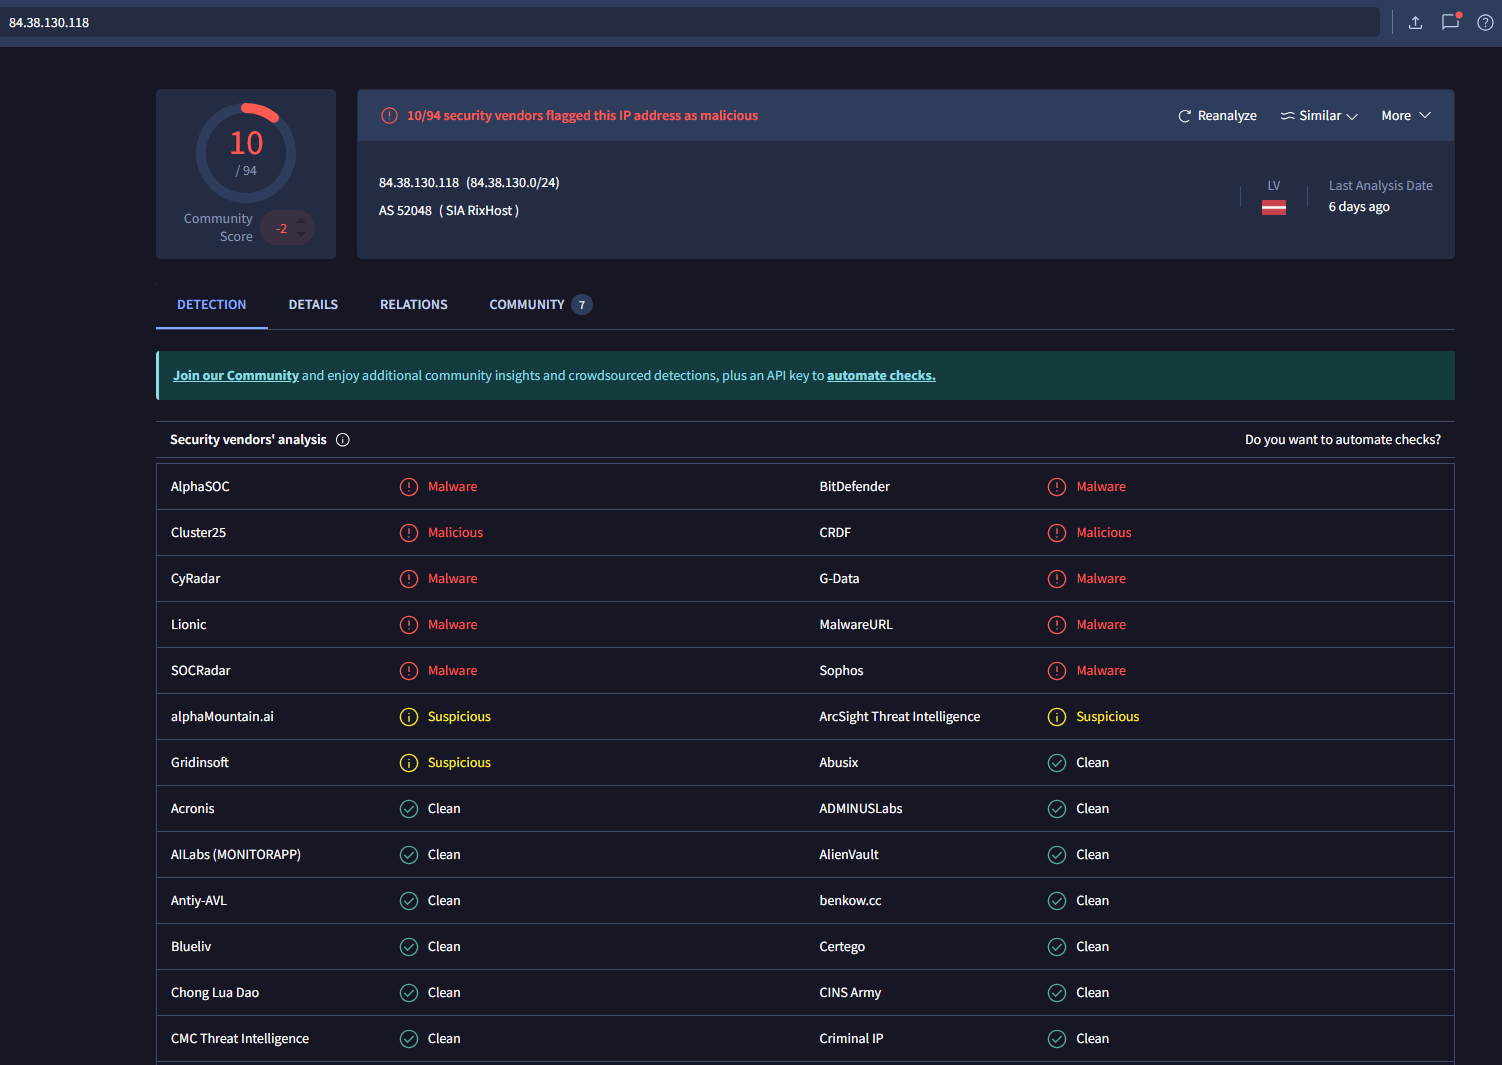 84.38.130.118
10
/ 94
Community Score
-2
10/94 security vendors flagged this IP address as malicious
Reanalyze
Similar
More
84.38.130.118 (84.38.130.0/24)
AS 52048 ( SIA RixHost )
LV
Last Analysis Date
6 days ago
DETECTION
DETAILS
RELATIONS
COMMUNITY 7
Join our Community and enjoy additional community insights and crowdsourced detections, plus an API key to automate checks.
Security vendors' analysis
Do you want to automate checks?
AlphaSOC Malware BitDefender Malware
Cluster25 Malicious CRDF Malicious
CyRadar Malware G-Data Malware
Lionic Malware MalwareURL Malware
SOCRadar Malware Sophos Malware
alphaMountain.ai Suspicious ArcSight Threat Intelligence Suspicious
Gridinsoft Suspicious Abusix Clean
Acronis Clean ADMINUSLabs Clean
AILabs (MONITORAPP) Clean AlienVault Clean
Antiy-AVL Clean benkow.cc Clean
Blueliv Clean Certego Clean
Chong Lua Dao Clean CINS Army Clean
CMC Threat Intelligence Clean Criminal IP Clean